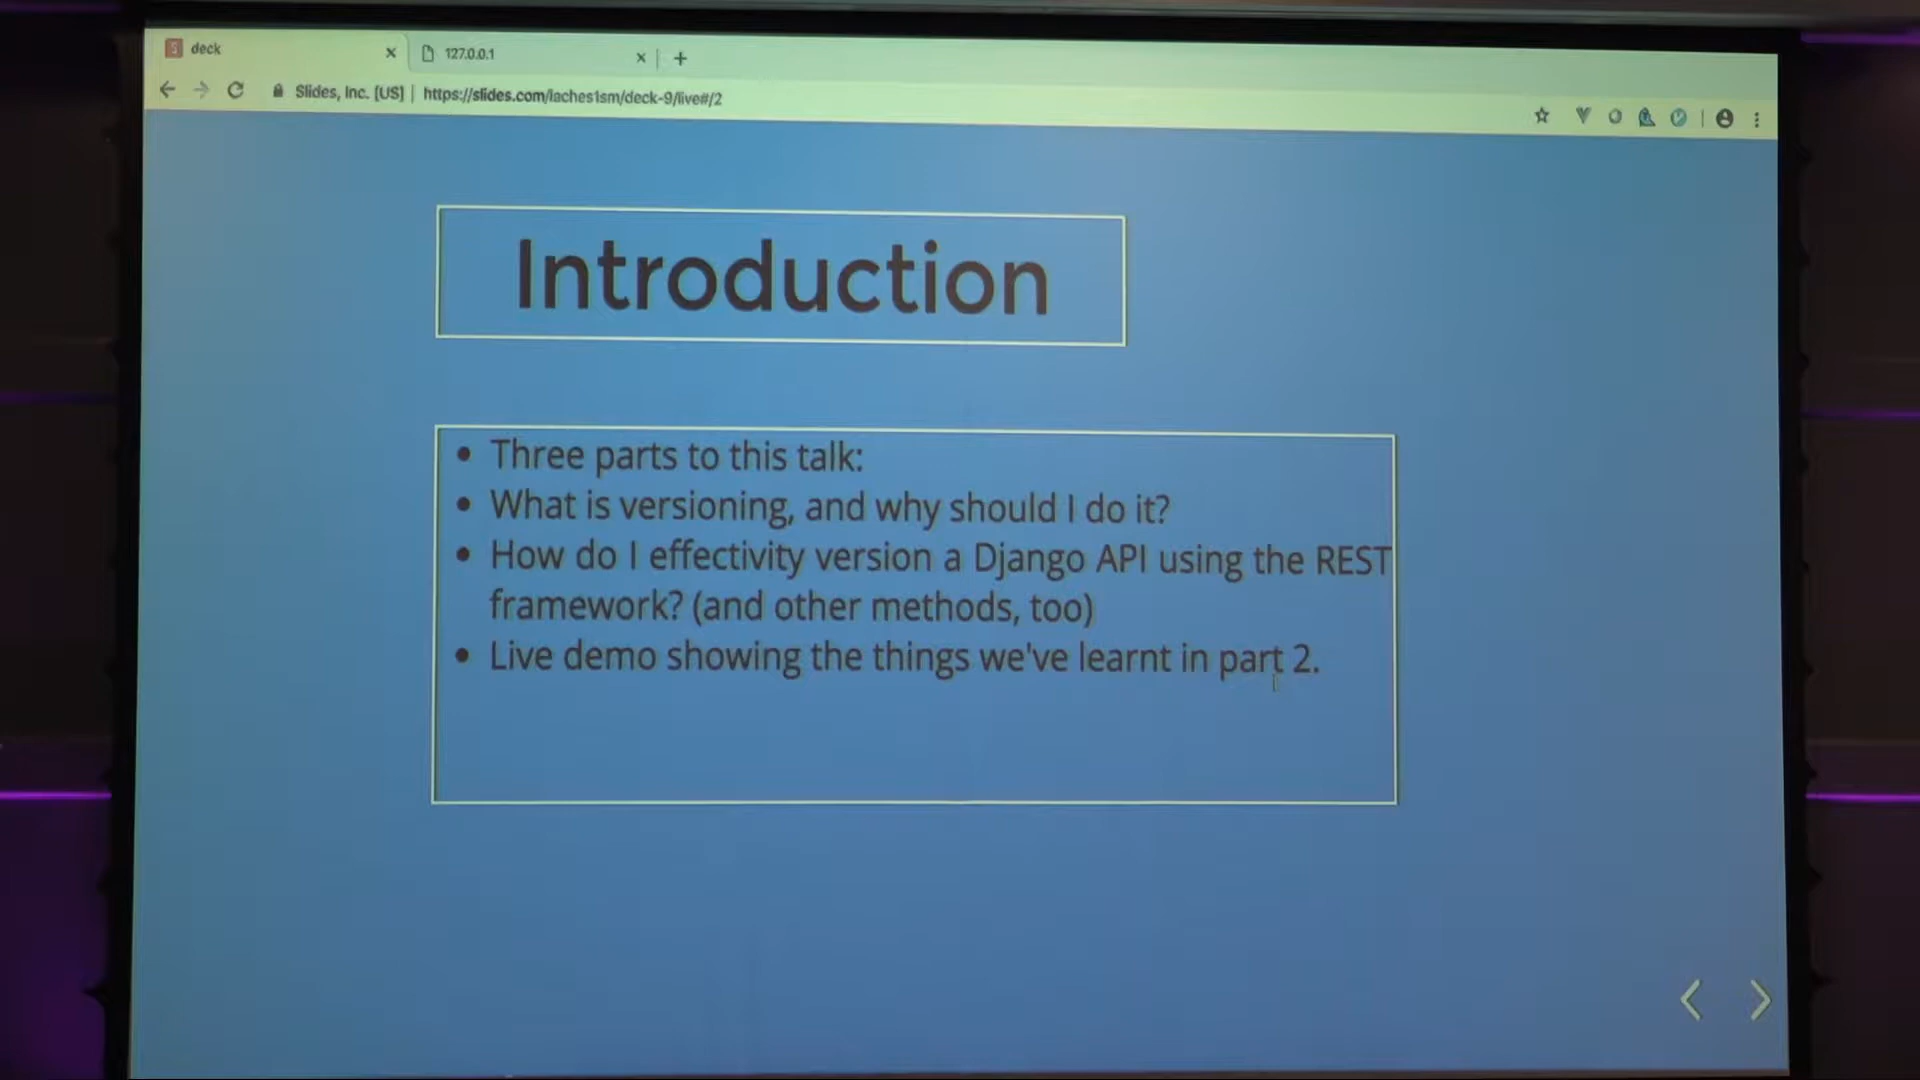 deck
127.0.0.1
Slides, Inc. [US] | https://slides.com/laches1sm/deck-9/live#/2
Introduction
• Three parts to this talk:
• What is versioning, and why should I do it?
• How do I effectivity version a Django API using the REST
framework? (and other methods, too)
• Live demo showing the things we've learnt in part 2.